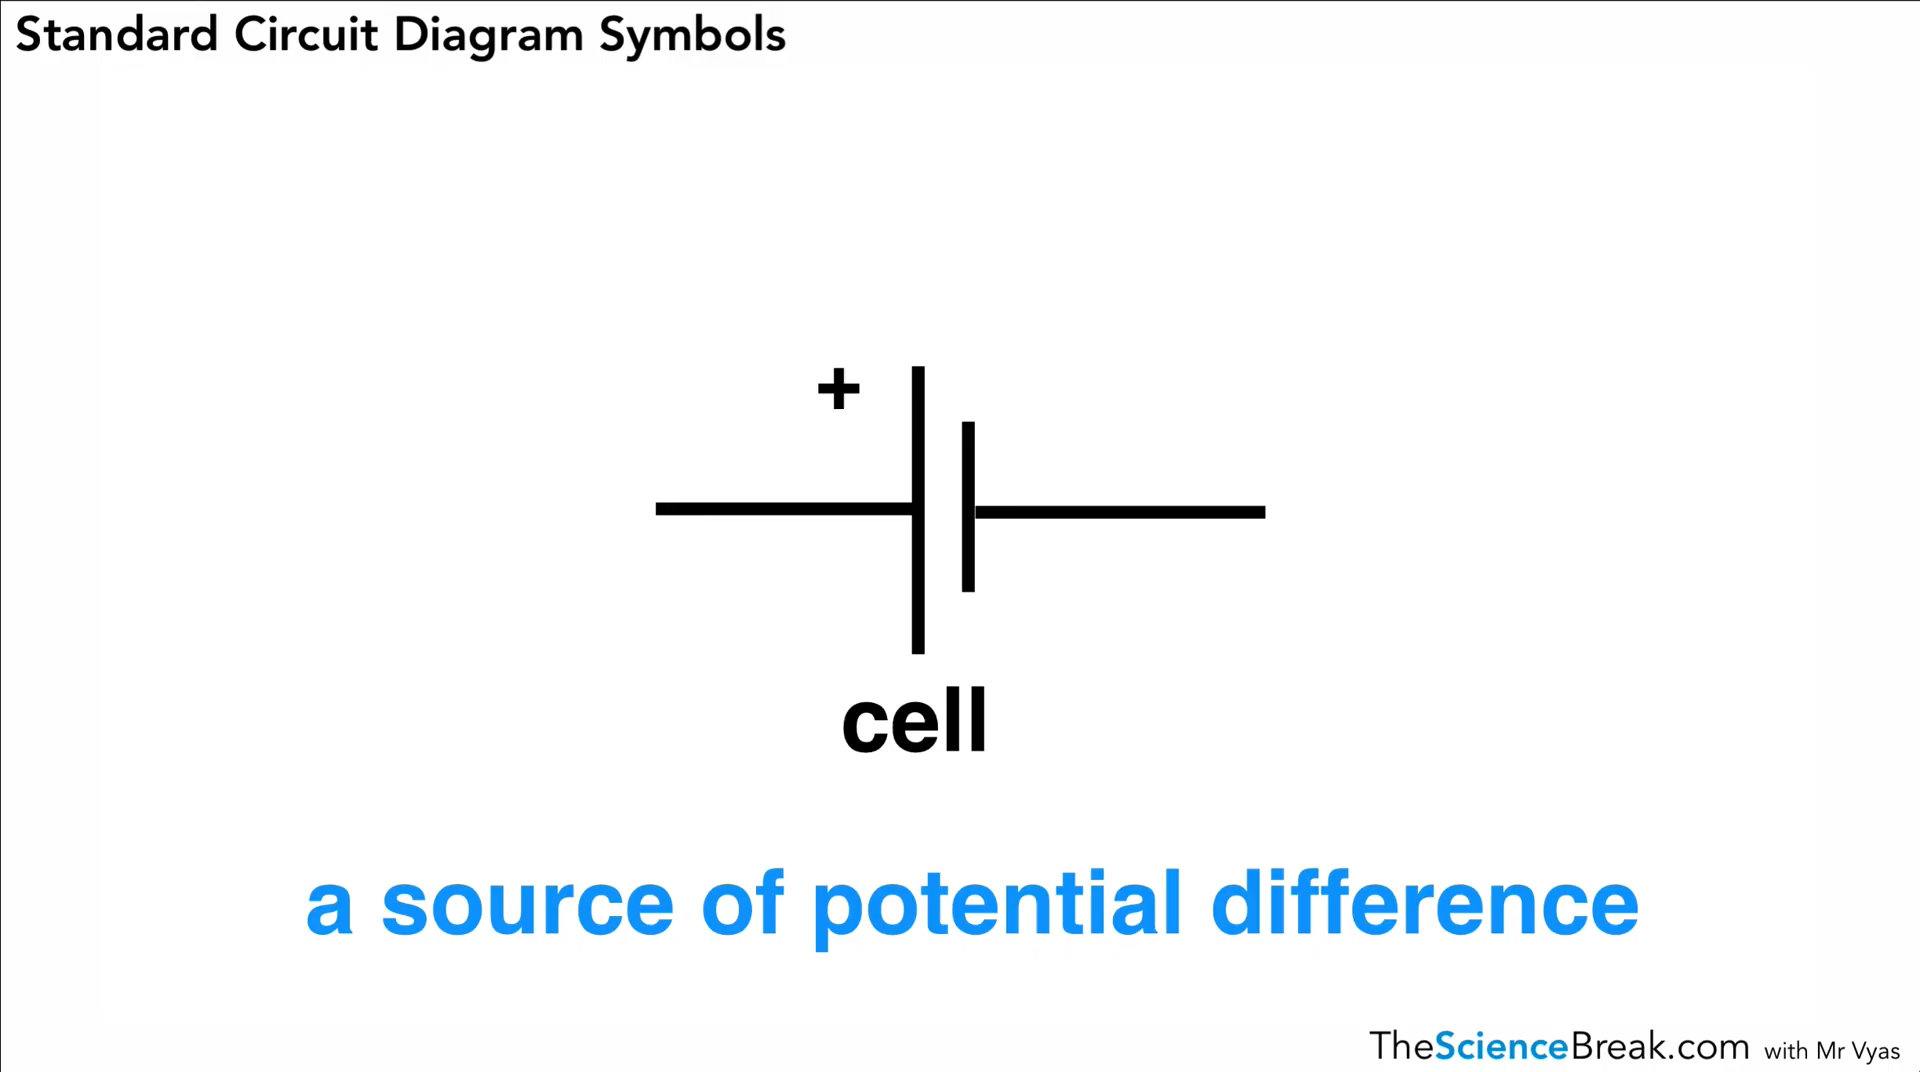 Standard Circuit Diagram Symbols
+
cell
a source of potential difference
TheScienceBreak.com with Mr Vyas